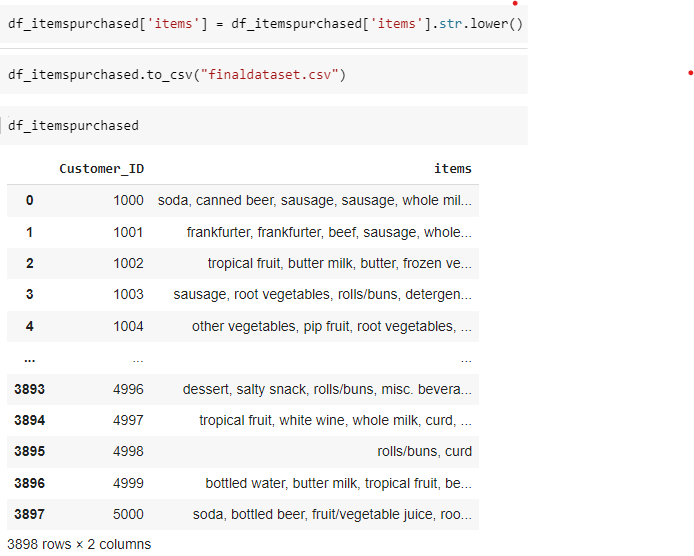 df_itemspurchased['items'] = df_itemspurchased['items'].str.lower()
df_itemspurchased.to_csv("finaldataset.csv")
df_itemspurchased
Customer_ID items
0 1000 soda, canned beer, sausage, sausage, whole mil...
1 1001 frankfurter, frankfurter, beef, sausage, whole...
2 1002 tropical fruit, butter milk, butter, frozen ve...
3 1003 sausage, root vegetables, rolls/buns, detergen...
4 1004 other vegetables, pip fruit, root vegetables, ...
... ... ...
3893 4996 dessert, salty snack, rolls/buns, misc. bevera...
3894 4997 tropical fruit, white wine, whole milk, curd, ...
3895 4998 rolls/buns, curd
3896 4999 bottled water, butter milk, tropical fruit, be...
3897 5000 soda, bottled beer, fruit/vegetable juice, roo...
3898 rows × 2 columns